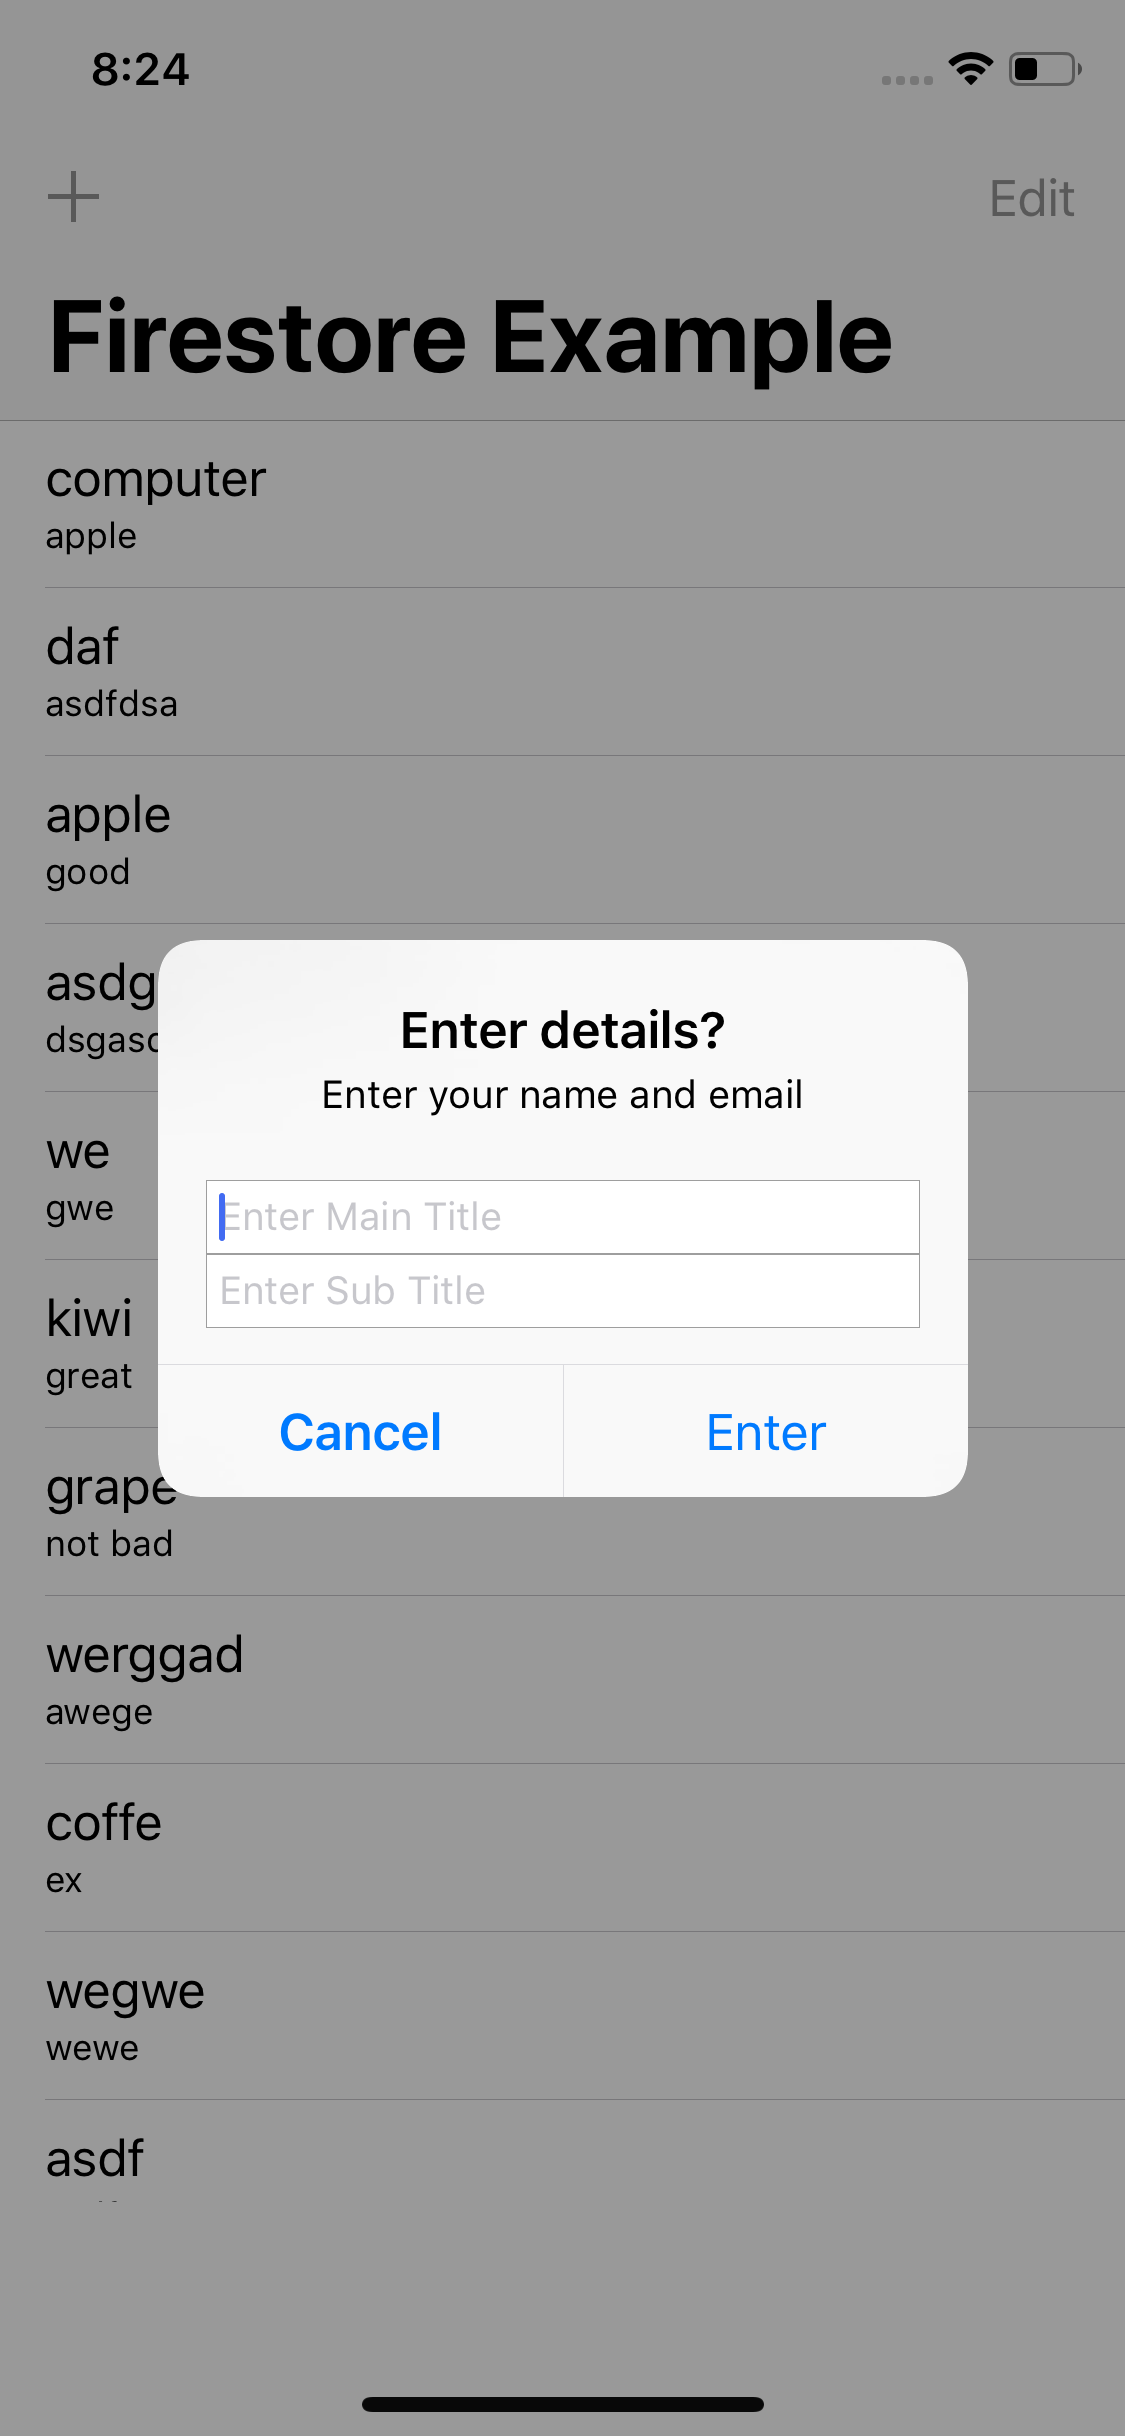 8:24
Edit
Firestore Example
computer
apple
daf
asdfdsa
apple
good
asdg
Enter details?
Enter your name and email
we
gwe
Enter Main Title
Enter Sub Title
kiwi
great
Cancel
Enter
grape
not bad
werggad
awege
coffe
ex
wegwe
wewe
asdf